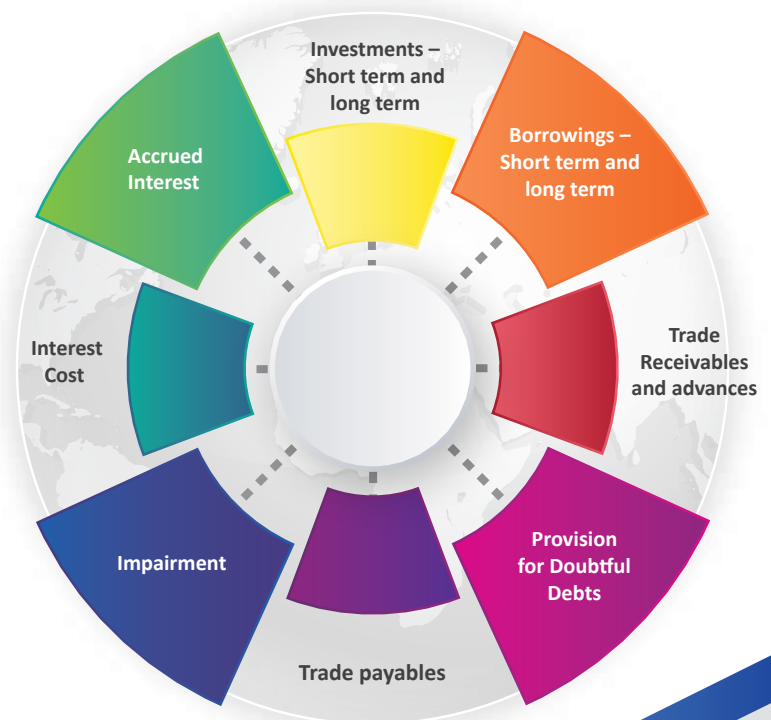 Investments –
Short term and
long term
Borrowings –
Short term and
long term
Trade
Receivables
and advances
Provision
for Doubtful
Debts
Trade payables
Impairment
Interest
Cost
Accrued
Interest